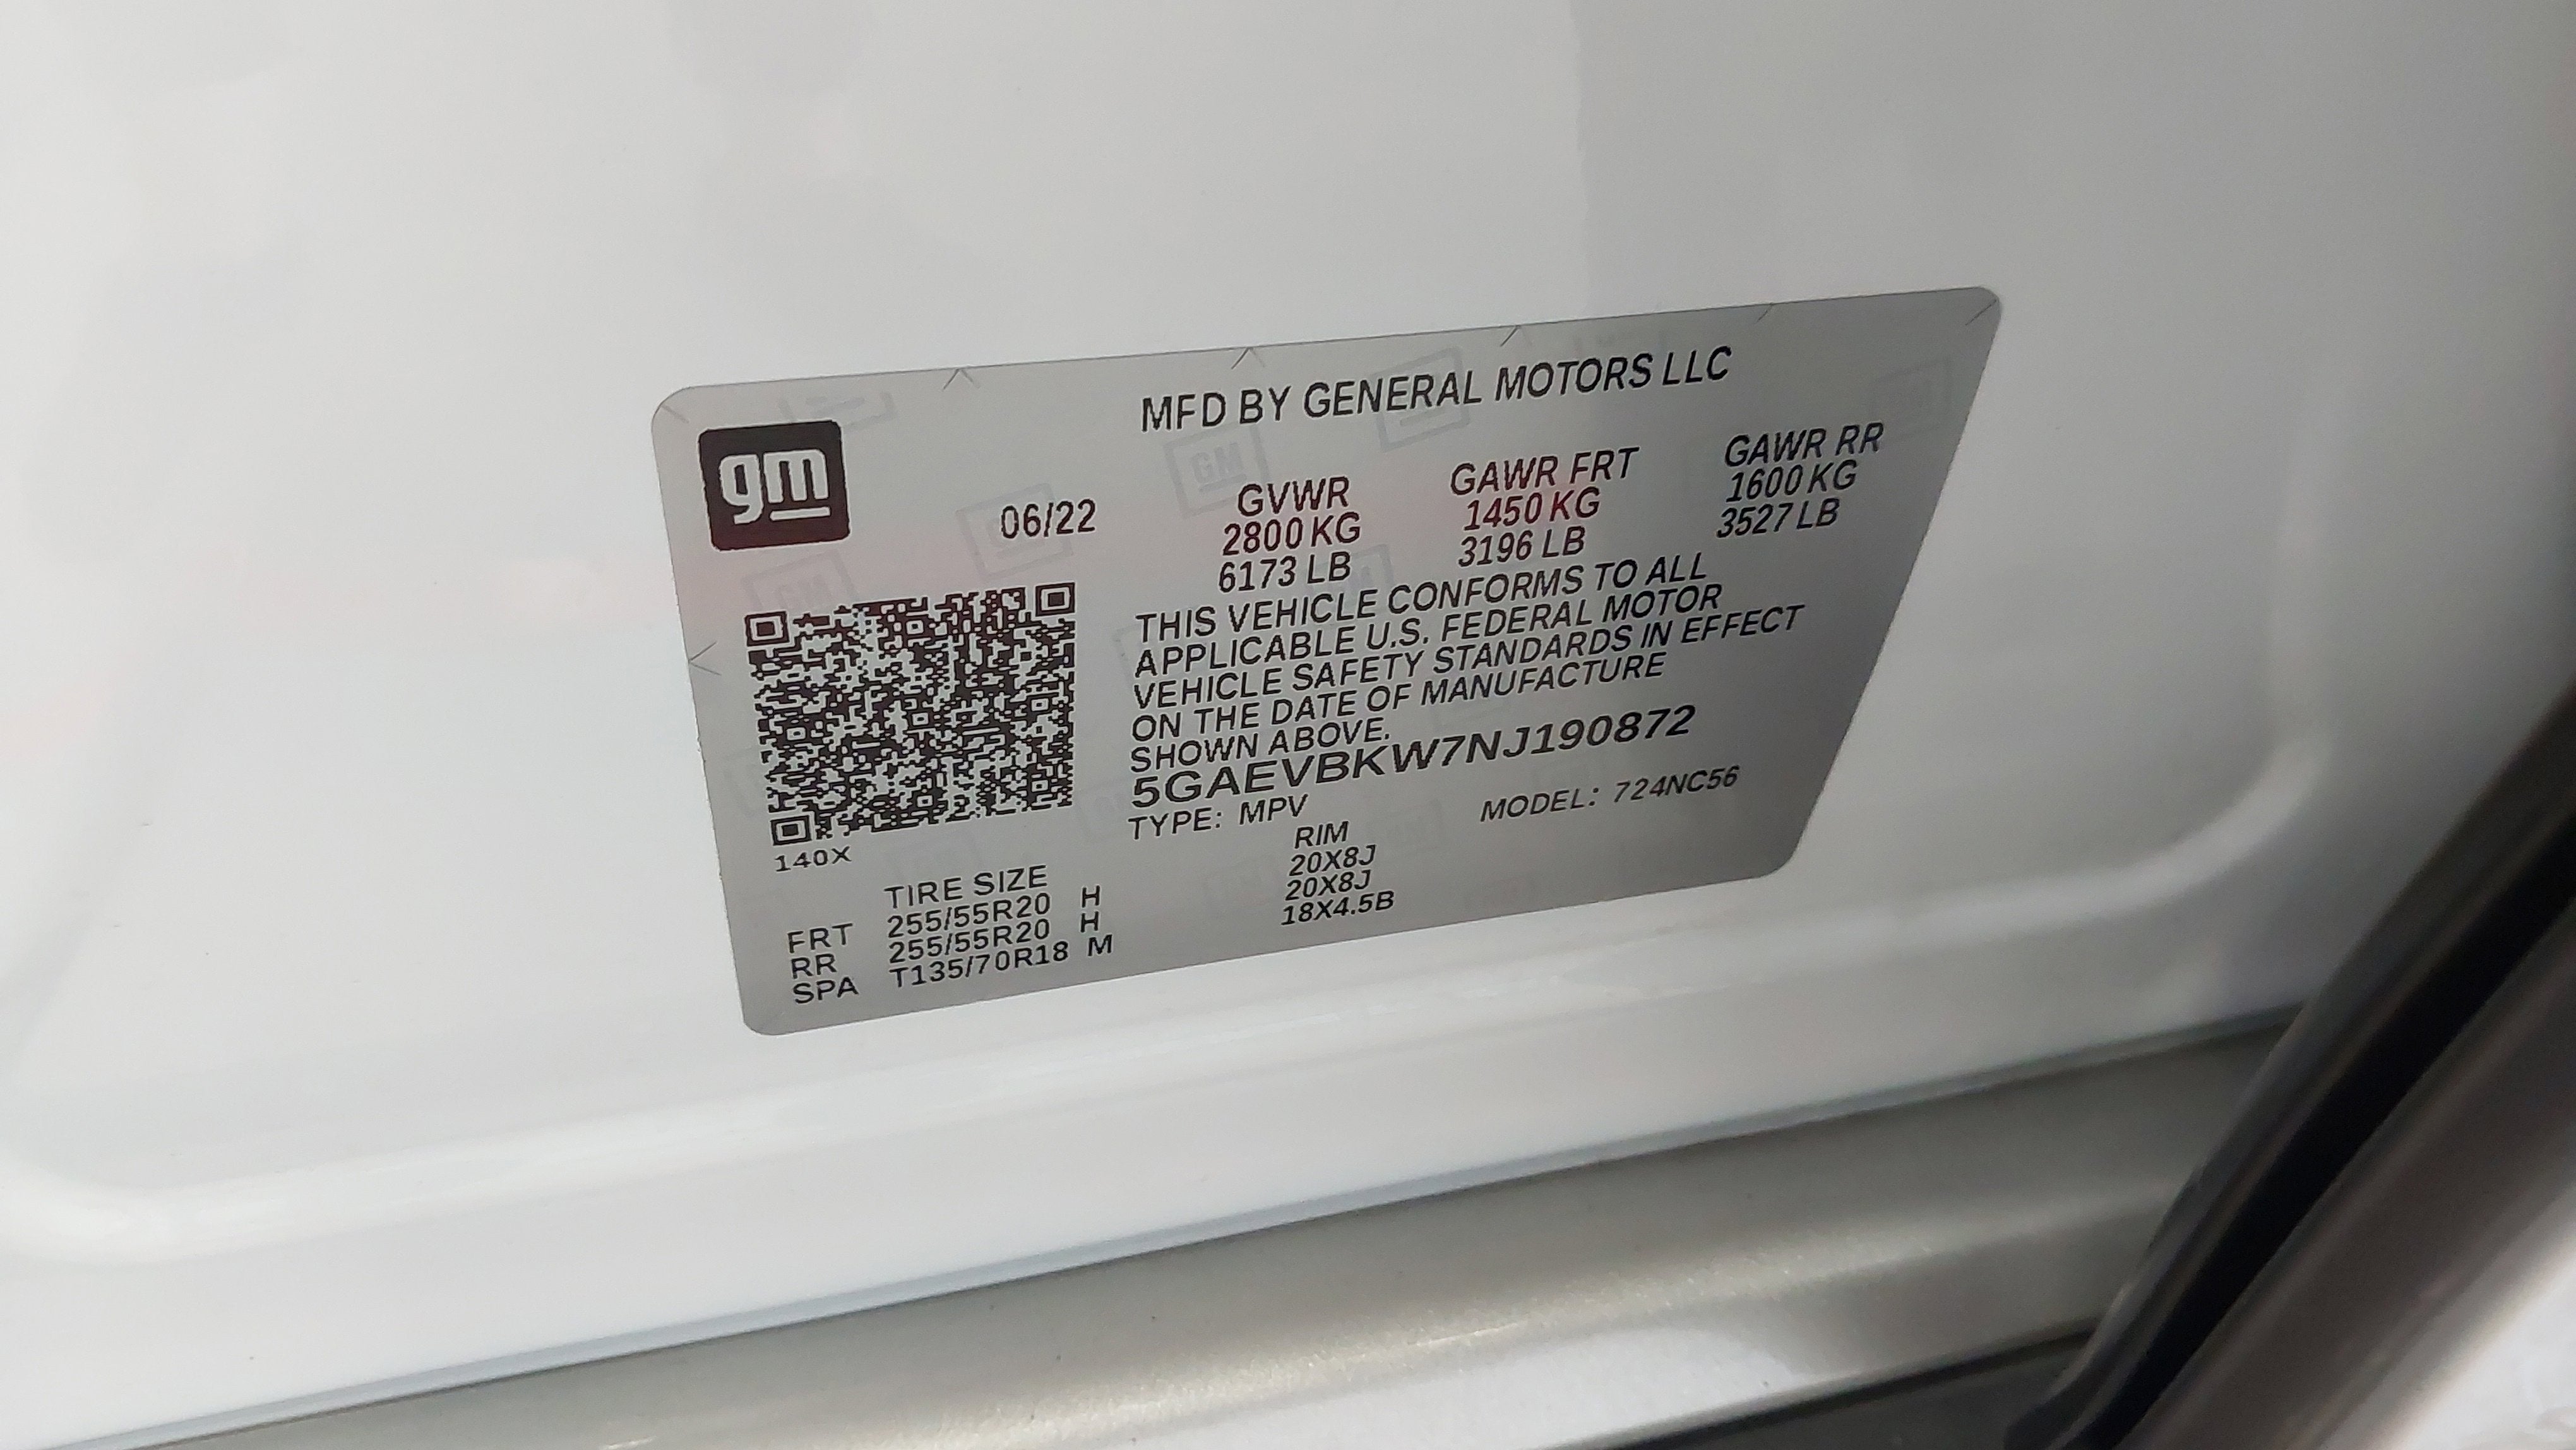 MFD BY GENERAL MOTORS LLC
gm
06/22
GVWR GAWR FRT GAWR RR
2800 KG 1450 KG 1600 KG
6173 LB 3196 LB 3527 LB
THIS VEHICLE CONFORMS TO ALL
APPLICABLE U.S. FEDERAL MOTOR
VEHICLE SAFETY STANDARDS IN EFFECT
ON THE DATE OF MANUFACTURE
SHOWN ABOVE.
5GAEVBKW7NJ190872
TYPE: MPV MODEL: 724NC56
140X
TIRE SIZE RIM
FRT 255/55R20 H 20X8J
RR 255/55R20 H 20X8J
SPA T135/70R18 M 18X4.5B